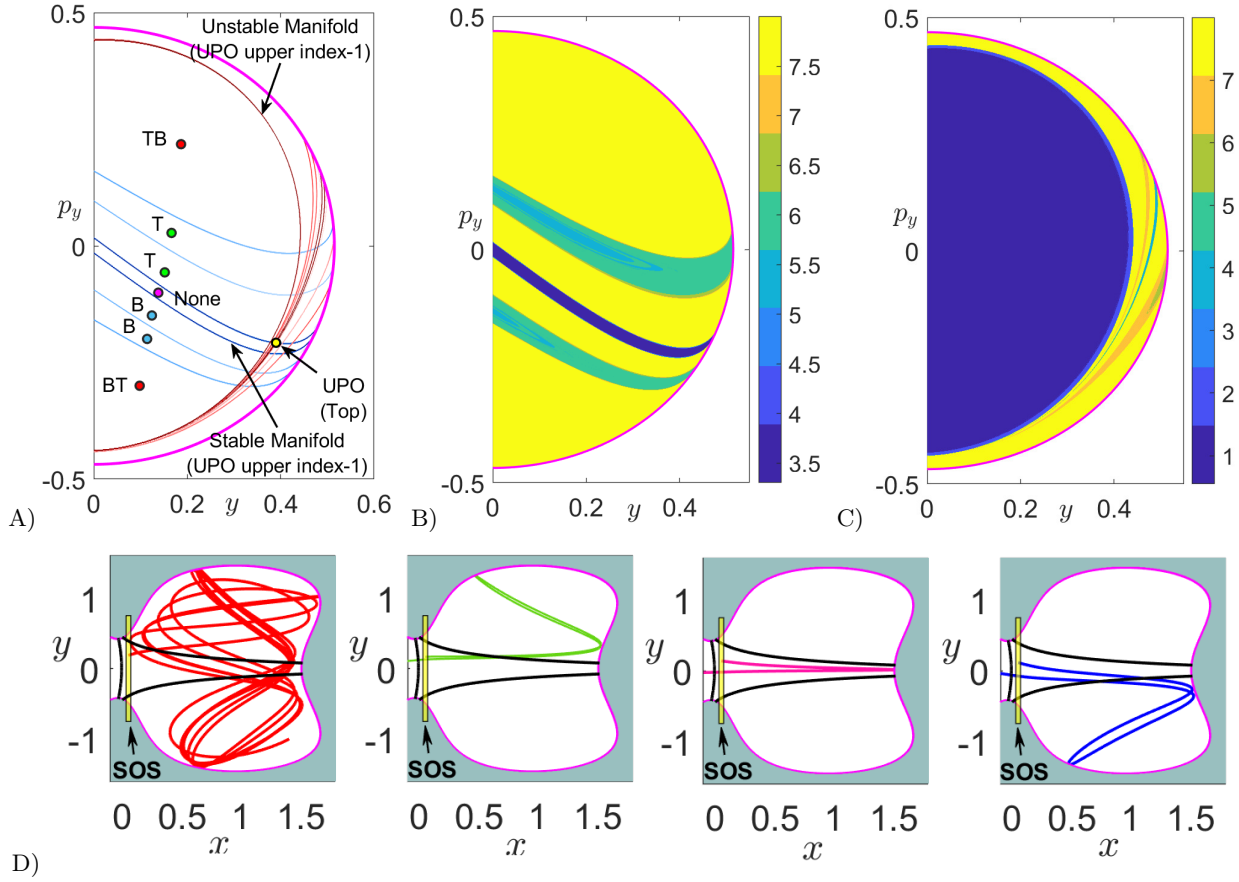 0 0.2 0.4 0.6
0.5
Unstable Manifold
(UPO upper index-1)
TB
p_y
T
0
T
None
B
B
BT
UPO
(Top)
Stable Manifold
(UPO upper index-1)
-0.5
0 y 0.4 0.6
A)
0.5
p_y
0
-0.5
0 0.2 y 0.4
7.5
7
6.5
6
5.5
5
4.5
4
3.5
B)
0.5
p_y
0
-0.5
0 0.2 y 0.4
7
6
5
4
3
2
1
C)
1
y
0
-1
SOS
0 0.5 1 1.5
x
1
y
0
-1
SOS
0 0.5 1 1.5
x
1
y
0
-1
SOS
0 0.5 1 1.5
x
1
y
0
-1
SOS
0 0.5 1 1.5
x
D)